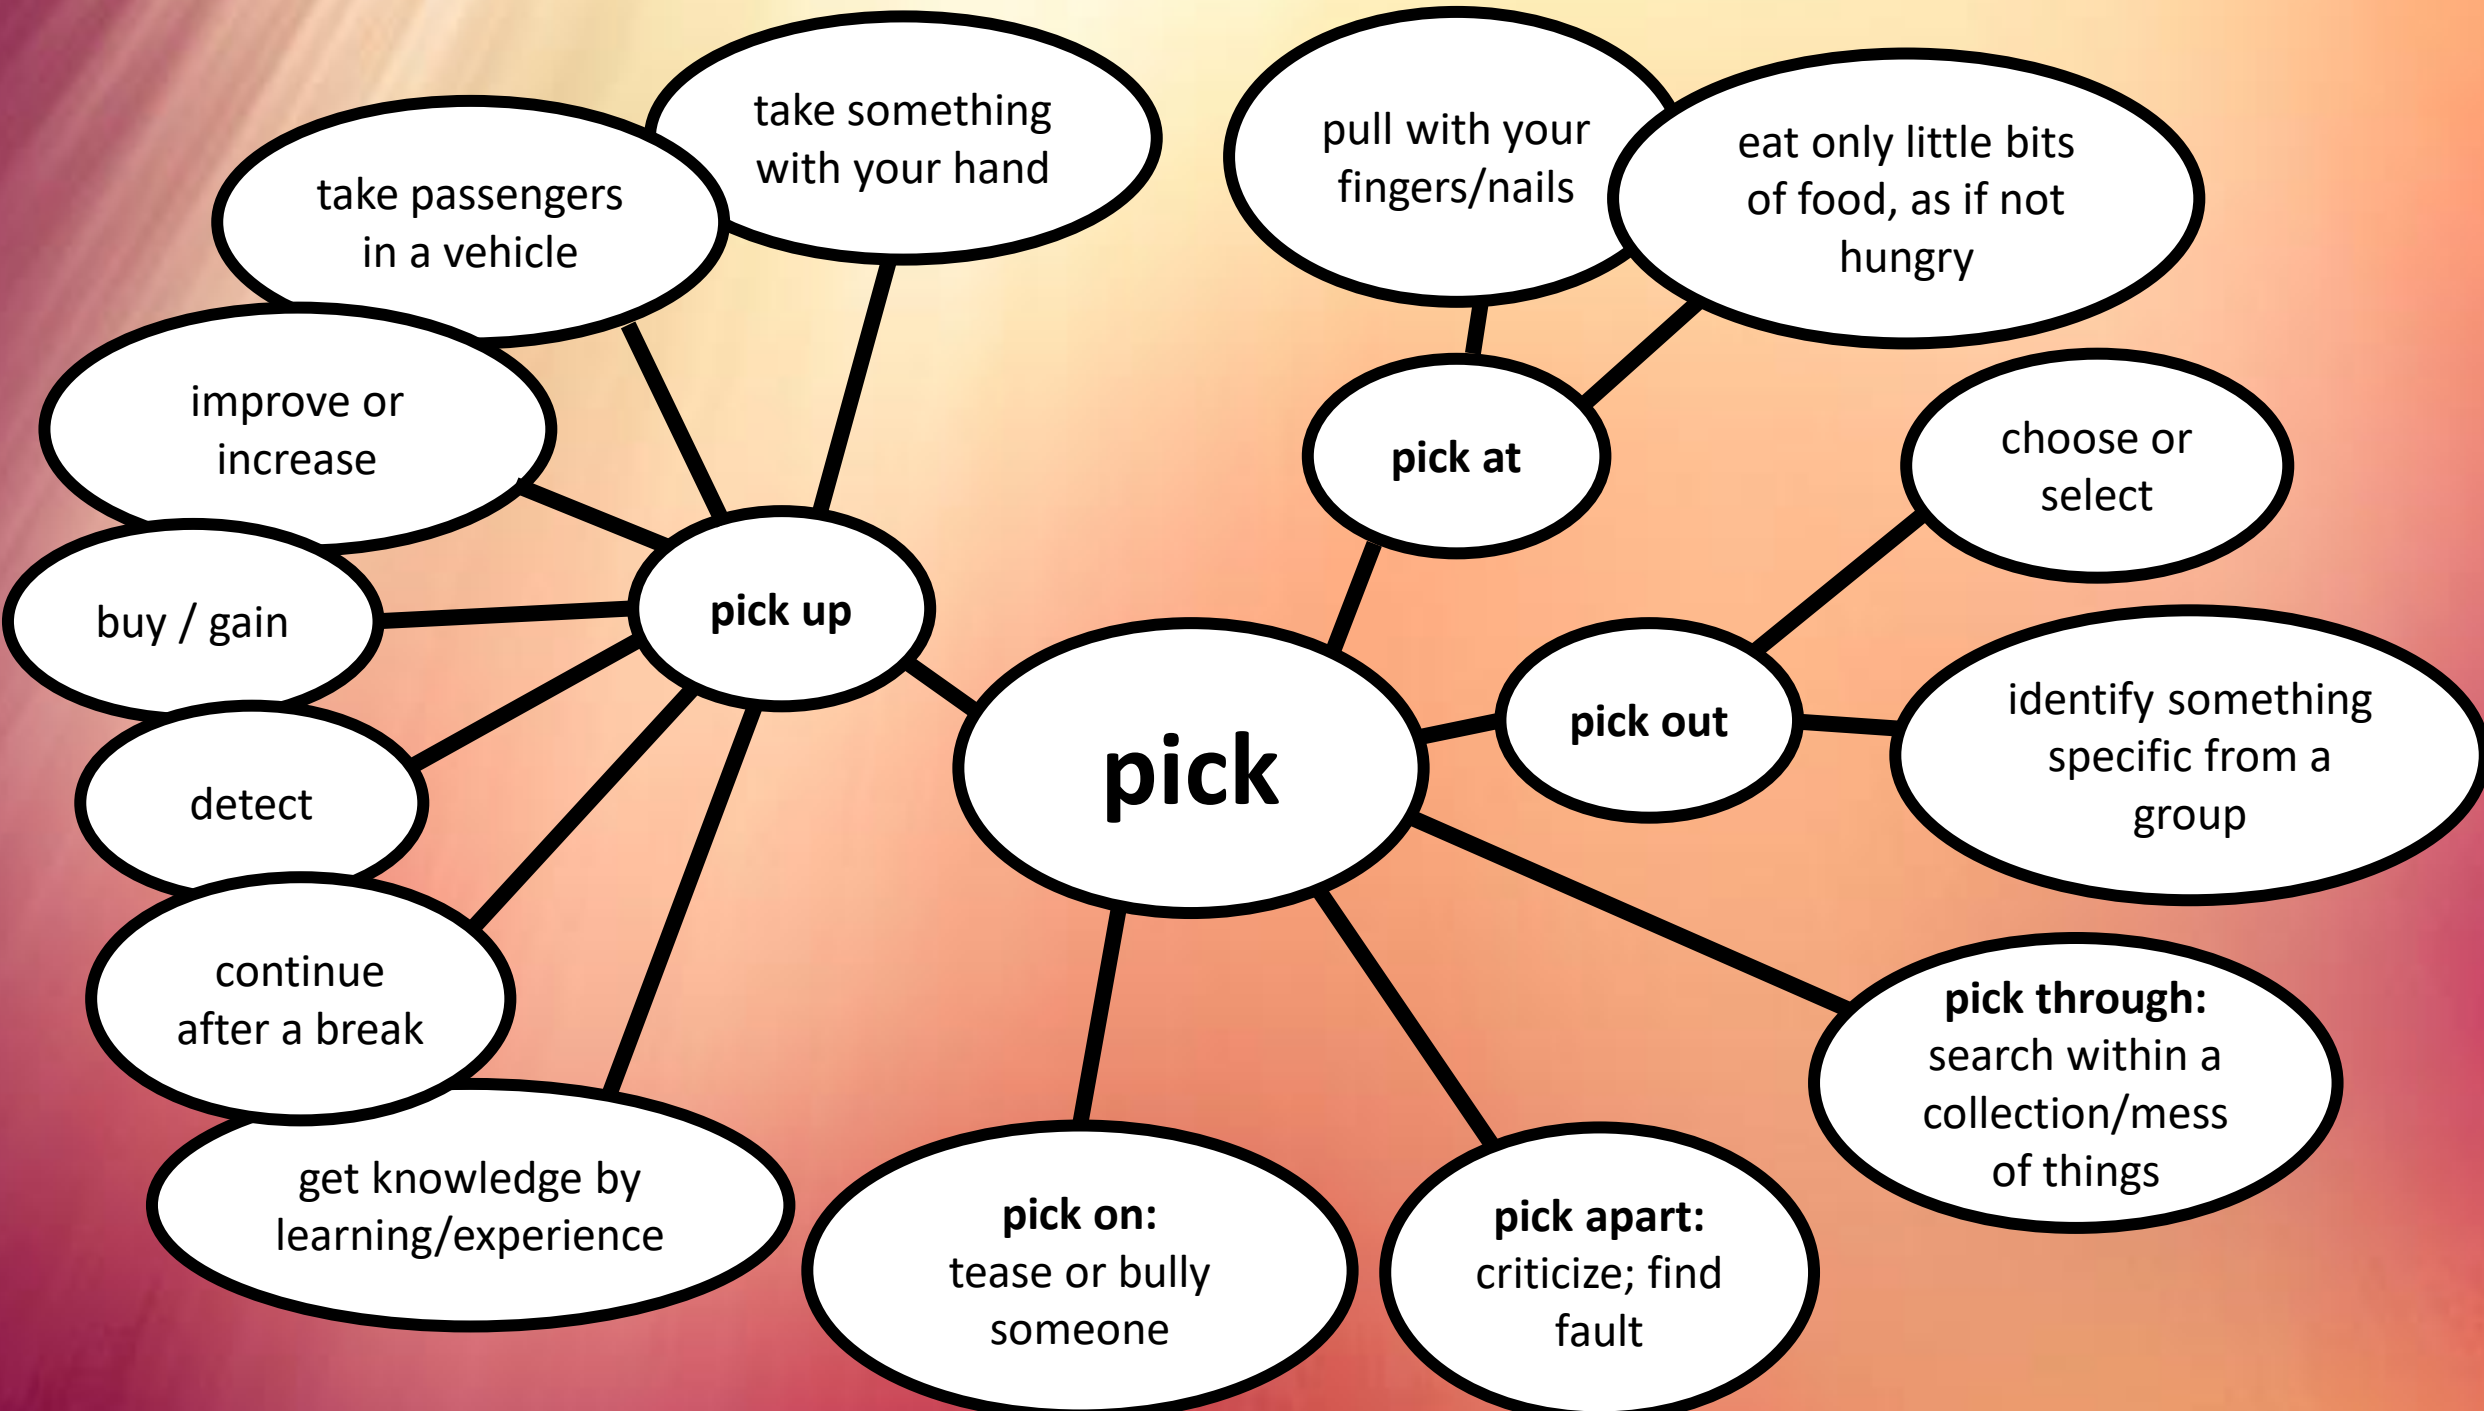 take something
with your hand
take passengers
in a vehicle
improve or
increase
buy / gain
detect
continue
after a break
get knowledge by
learning/experience
pick up
pick
pick at
pull with your
fingers/nails
eat only little bits
of food, as if not
hungry
pick out
choose or
select
identify something
specific from a
group
pick through:
search within a
collection/mess
of things
pick apart:
criticize; find
fault
pick on:
tease or bully
someone